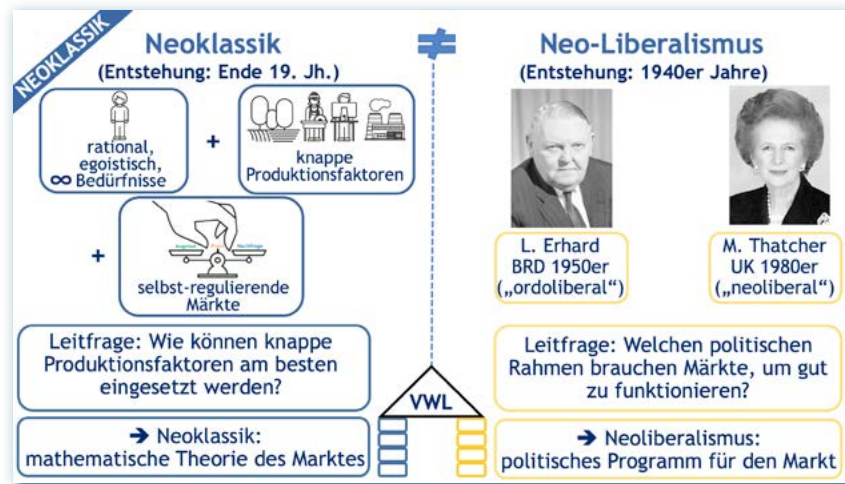 NEOKLASSIK
Neoklassik
(Entstehung: Ende 19. Jh.)
rational,
egoistisch,
∞ Bedürfnisse
+
knappe
Produktionsfaktoren
+
Angebot Preis Nachfrage
selbst-regulierende
Märkte
Leitfrage: Wie können knappe
Produktionsfaktoren am besten
eingesetzt werden?
➔ Neoklassik:
mathematische Theorie des Marktes
≠
VWL
Neo-Liberalismus
(Entstehung: 1940er Jahre)
L. Erhard
BRD 1950er
(„ordoliberal“)
M. Thatcher
UK 1980er
(„neoliberal“)
Leitfrage: Welchen politischen
Rahmen brauchen Märkte, um gut
zu funktionieren?
➔ Neoliberalismus:
politisches Programm für den Markt